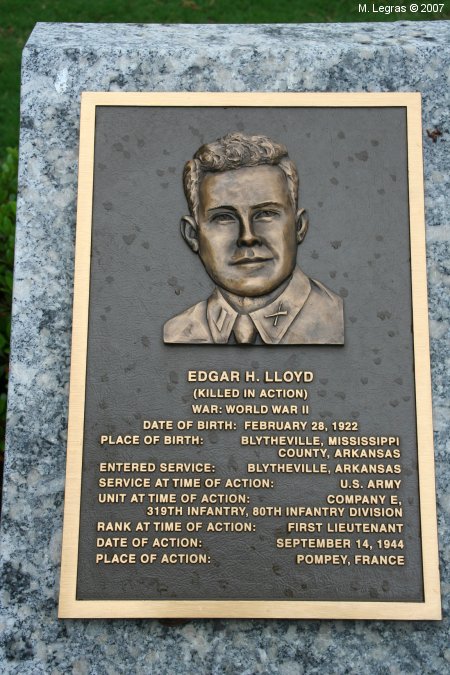 M. Legras © 2007
EDGAR H. LLOYD
(KILLED IN ACTION)
WAR: WORLD WAR II
DATE OF BIRTH: FEBRUARY 28, 1922
PLACE OF BIRTH: BLYTHEVILLE, MISSISSIPPI
COUNTY, ARKANSAS
ENTERED SERVICE: BLYTHEVILLE, ARKANSAS
SERVICE AT TIME OF ACTION: U.S. ARMY
UNIT AT TIME OF ACTION: COMPANY E,
319TH INFANTRY, 80TH INFANTRY DIVISION
RANK AT TIME OF ACTION: FIRST LIEUTENANT
DATE OF ACTION: SEPTEMBER 14, 1944
PLACE OF ACTION: POMPEY, FRANCE